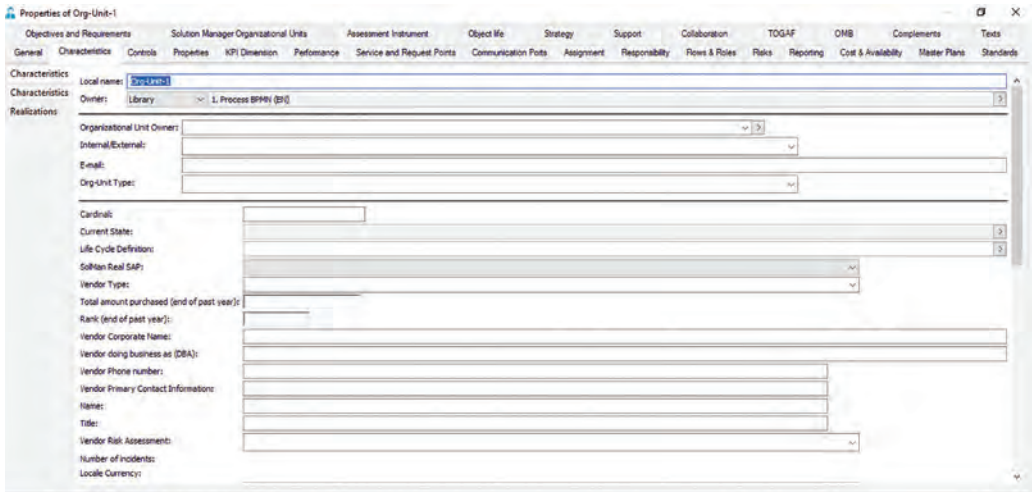 Properties of Org-Unit-1
Objectives and Requirements Solution Manager Organizational Units Assessment Instrument Object life Strategy Support Collaboration TOGAF OMB Complements Texts
General Characteristics Controls Properties KPI Dimension Performance Service and Request Points Communication Ports Assignment Responsibility Flows & Roles Risks Reporting Cost & Availability Master Plans Standards
Characteristics
Characteristics
Realizations
Local name: Org-Unit-1
Owner: Library 1. Process BPMN (EN)
Organizational Unit Owner:
Internal/External:
E-mail:
Org-Unit Type:
Cardinal:
Current State:
Life Cycle Definition:
SolMan Real SAP:
Vendor Type:
Total amount purchased (end of past year):
Rank (end of past year):
Vendor Corporate Name:
Vendor doing business as (DBA):
Vendor Phone number:
Vendor Primary Contact Information:
Name:
Title:
Vendor Risk Assessment:
Number of incidents:
Locale Currency: